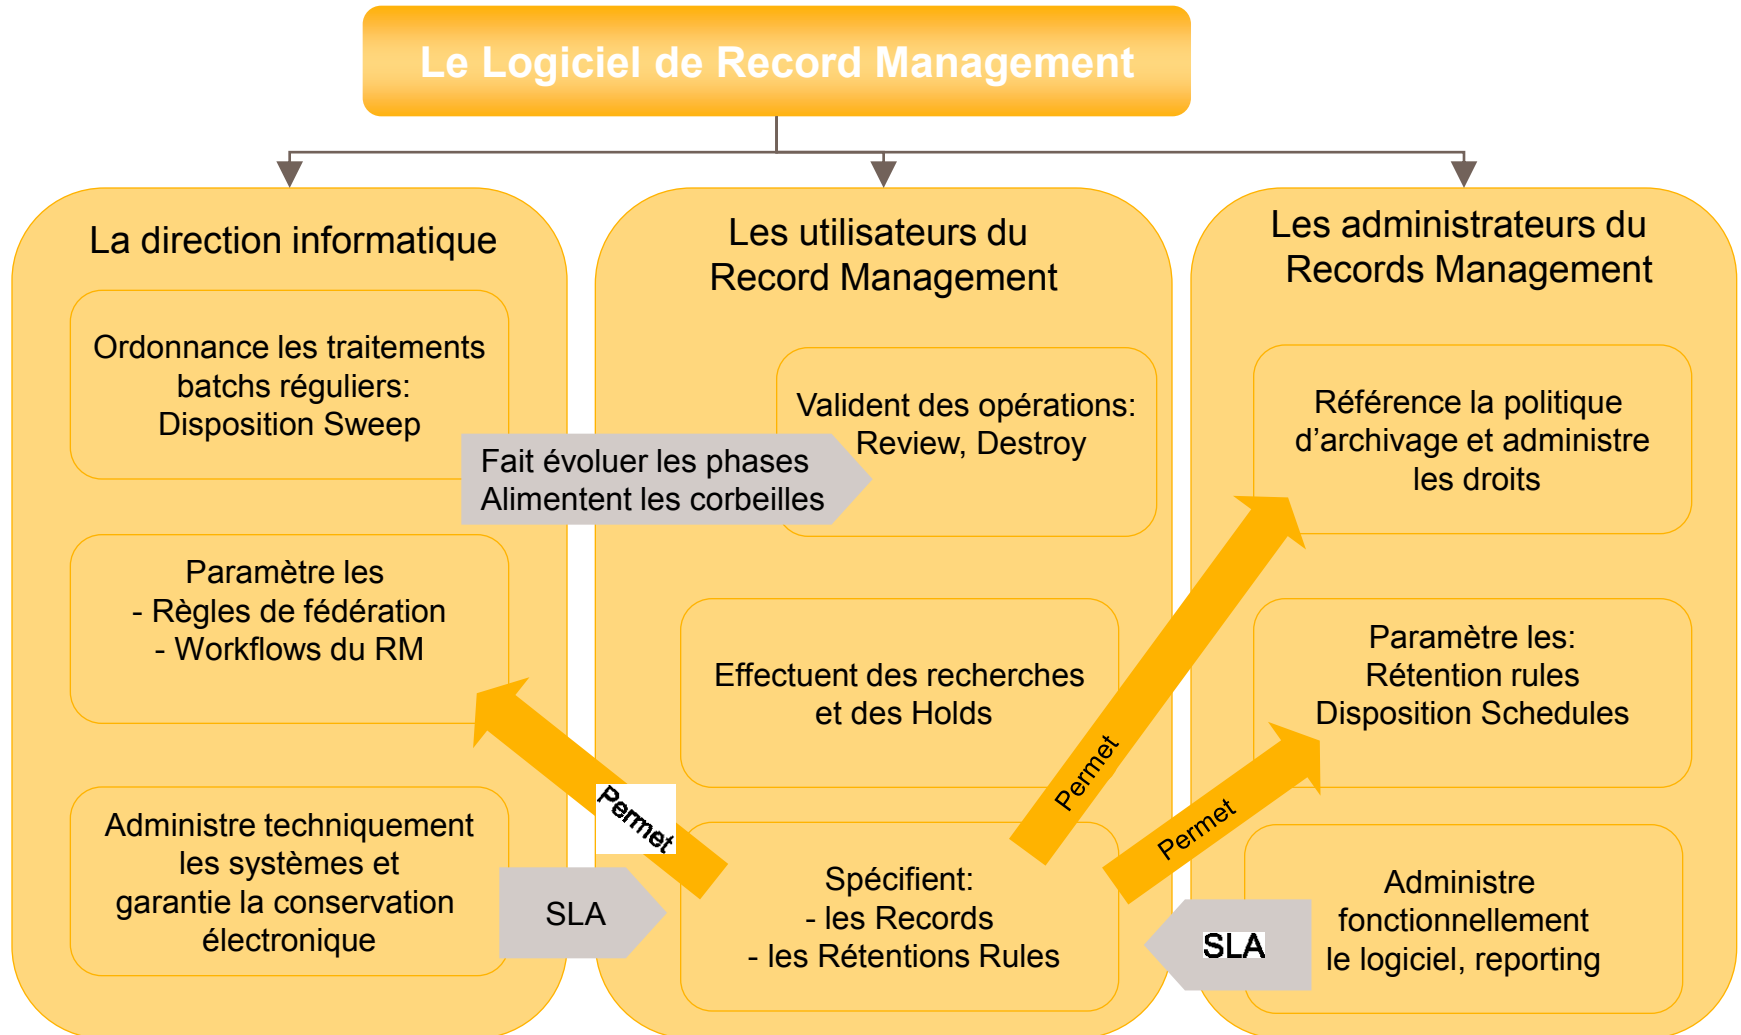 Le Logiciel de Record Management
La direction informatique
Ordonnance les traitements
batchs réguliers:
Disposition Sweep
Fait évoluer les phases
Alimentent les corbeilles
Paramètre les
- Règles de fédération
- Workflows du RM
Permet
Administre techniquement
les systèmes et
garantie la conservation
électronique
SLA
Les utilisateurs du
Record Management
Valident des opérations:
Review, Destroy
Effectuent des recherches
et des Holds
Spécifient:
- les Records
- les Rétentions Rules
Permet
Permet
Les administrateurs du
Records Management
Référence la politique
d’archivage et administre
les droits
Paramètre les:
Rétention rules
Disposition Schedules
SLA
Administre
fonctionnellement
le logiciel, reporting